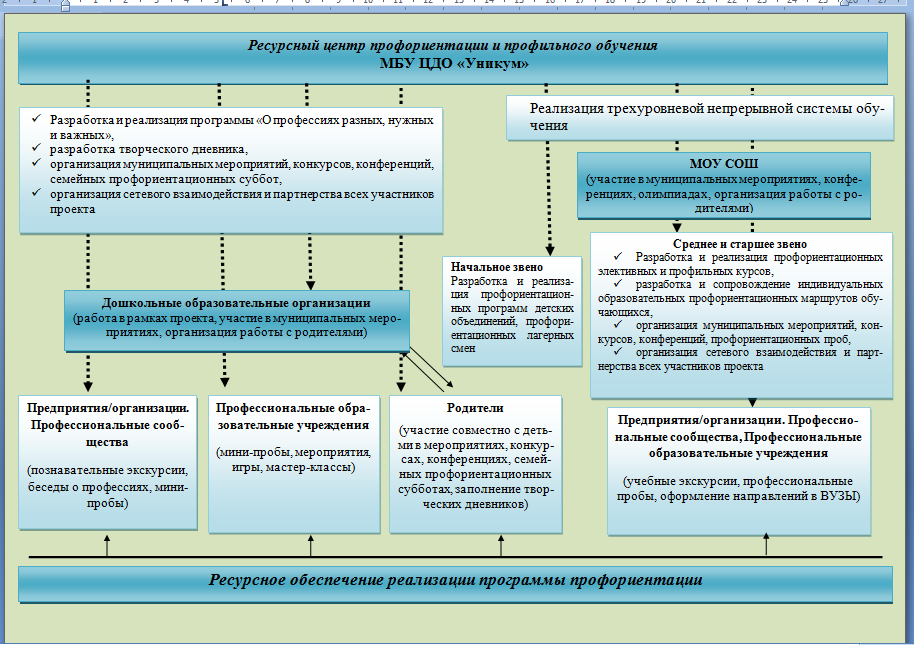 Ресурсный центр профориентации и профильного обучения
МБУ ЦДО «Уникум»
✓ Разработка и реализация программы «О профессиях разных, нужных
и важных»,
✓ разработка творческого дневника,
✓ организация муниципальных мероприятий, конкурсов, конференций,
семейных профориентационных суббот,
✓ организация сетевого взаимодействия и партнерства всех участников
проекта
Реализация трехуровневой непрерывной системы обу-
чения
МОУ СОШ
(участие в муниципальных мероприятиях, конфе-
ренциях, олимпиадах, организация работы с ро-
дителями)
Начальное звено
Разработка и реализа-
ция профориентацион-
ных программ детских
объединений, профори-
ентационных лагерных
смен
Среднее и старшее звено
✓ Разработка и реализация профориентационных
элективных и профильных курсов,
✓ разработка и сопровождение индивидуальных
образовательных профориентационных маршрутов обу-
чающихся,
✓ организация муниципальных мероприятий, кон-
курсов, конференций, профориентационных проб,
✓ организация сетевого взаимодействия и парт-
нерства всех участников проекта
Дошкольные образовательные организации
(работа в рамках проекта, участие в муниципальных меро-
приятиях, организация работы с родителями)
Предприятия/организации.
Профессиональные сооб-
щества
(познавательные экскурсии,
беседы о профессиях, мини-
пробы)
Профессиональные обра-
зовательные учреждения
(мини-пробы, мероприятия,
игры, мастер-классы)
Родители
(участие совместно с деть-
ми в мероприятиях, конкур-
сах, конференциях, семей-
ных профориентационных
субботах, заполнение твор-
ческих дневников)
Предприятия/организации. Профессио-
нальные сообщества, Профессиональные
образовательные учреждения
(учебные экскурсии, профессиональные
пробы, оформление направлений в ВУЗЫ)
Ресурсное обеспечение реализации программы профориентации